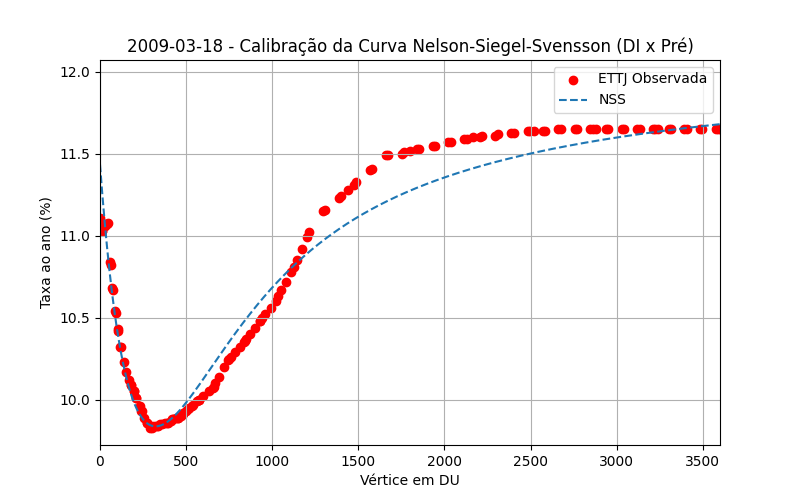 2009-03-18 - Calibração da Curva Nelson-Siegel-Svensson (DI x Pré)
12.0
11.5
11.0
10.5
10.0
Taxa ao ano (%)
ETTJ Observada
NSS
0 500 1000 1500 2000 2500 3000 3500
Vértice em DU